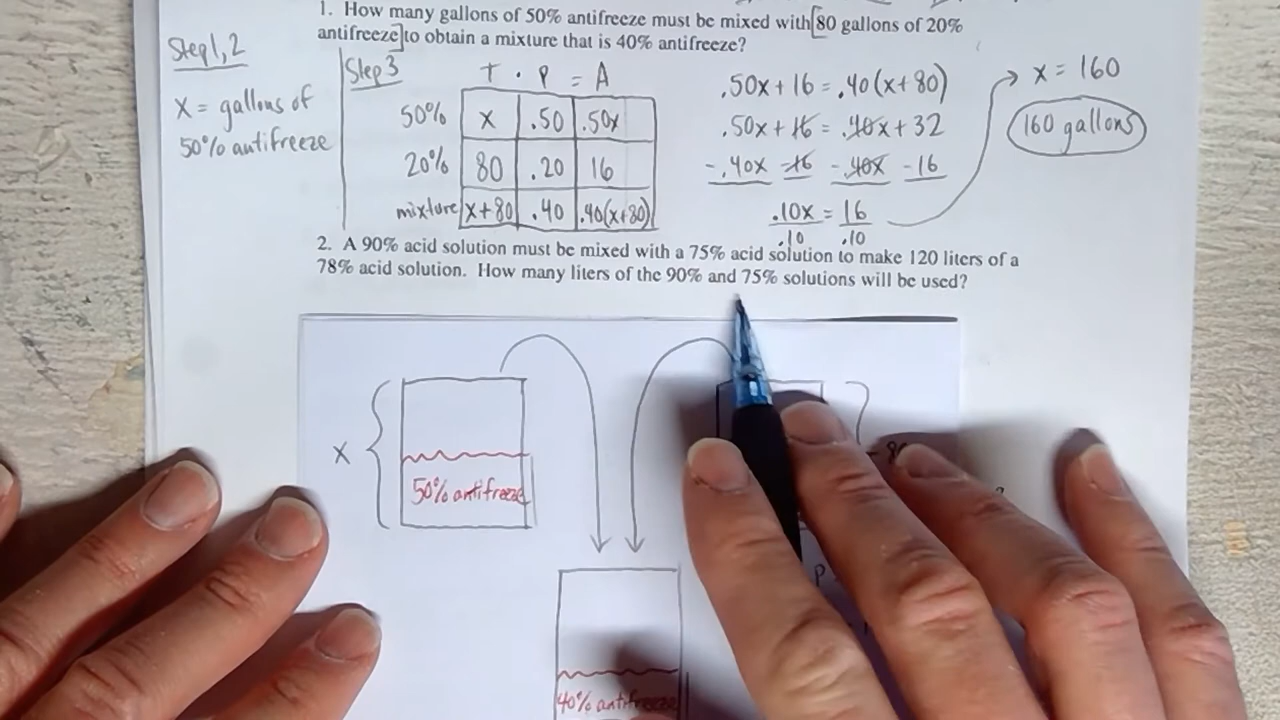 1. How many gallons of 50% antifreeze must be mixed with [80 gallons of 20%
antifreeze] to obtain a mixture that is 40% antifreeze?
Step 1, 2
x = gallons of
50% antifreeze
Step 3
T · P = A
50% x .50 .50x
20% 80 .20 16
mixture x+80 .40 .40(x+80)
.50x + 16 = .40(x+80)
.50x + 16 = .40x + 32
-.40x -16 -.40x -16
.10x = 16
.10 .10
x = 160
160 gallons
2. A 90% acid solution must be mixed with a 75% acid solution to make 120 liters of a
78% acid solution. How many liters of the 90% and 75% solutions will be used?
x
50% antifreeze
P
40% antifreeze